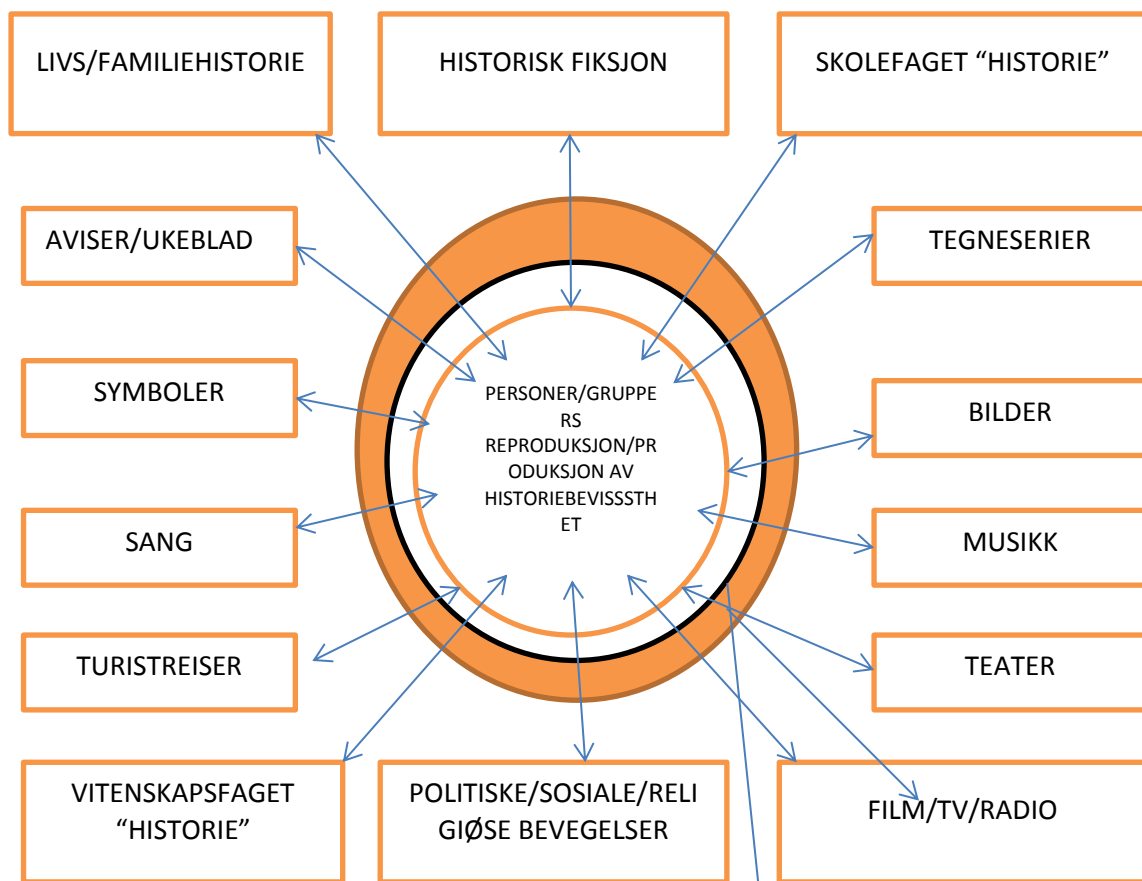 LIVS/FAMILIEHISTORIE
HISTORISK FIKSJON
SKOLEFAGET “HISTORIE”
AVISER/UKEBLAD
TEGNESERIER
SYMBOLER
PERSONER/GRUPPE
RS
REPRODUKSJON/PR
ODUKSJON AV
HISTORIEBEVISSSTH
ET
BILDER
SANG
MUSIKK
TURISTREISER
TEATER
VITENSKAPSFAGET
“HISTORIE”
POLITISKE/SOSIALE/RELI
GIØSE BEVEGELSER
FILM/TV/RADIO